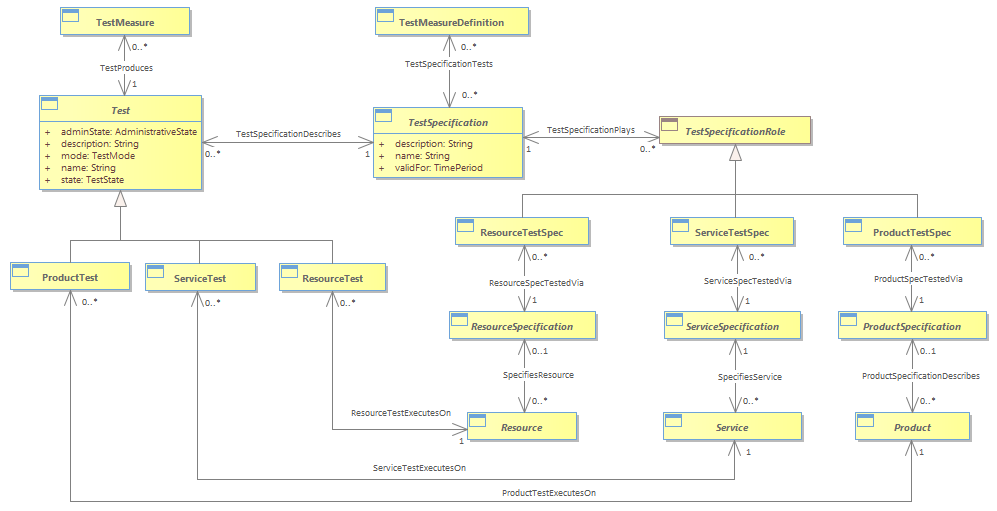 TestMeasure
TestMeasureDefinition
0..*
0..*
TestProduces
TestSpecificationTests
1
0..*
Test
+ adminState: AdministrativeState
+ description: String
+ mode: TestMode
+ name: String
+ state: TestState
TestSpecificationDescribes
0..*
1
TestSpecification
+ description: String
+ name: String
+ validFor: TimePeriod
TestSpecificationPlays
1
0..*
TestSpecificationRole
ResourceTestSpec
ServiceTestSpec
ProductTestSpec
ProductTest
ServiceTest
ResourceTest
0..*
0..*
0..*
0..*
0..*
0..*
ResourceSpecTestedVia
ServiceSpecTestedVia
ProductSpecTestedVia
1
1
1
ResourceSpecification
ServiceSpecification
ProductSpecification
0..1
1
0..1
SpecifiesResource
SpecifiesService
ProductSpecificationDescribes
0..*
0..*
0..*
ResourceTestExecutesOn
1
Resource
Service
Product
1
1
ServiceTestExecutesOn
ProductTestExecutesOn